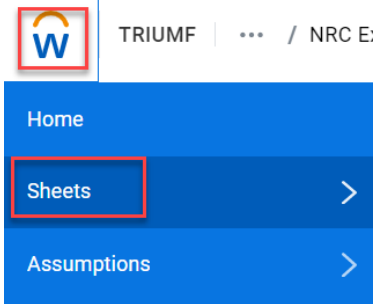 W
TRIUMF ••• / NRC Ex
Home
Sheets
Assumptions